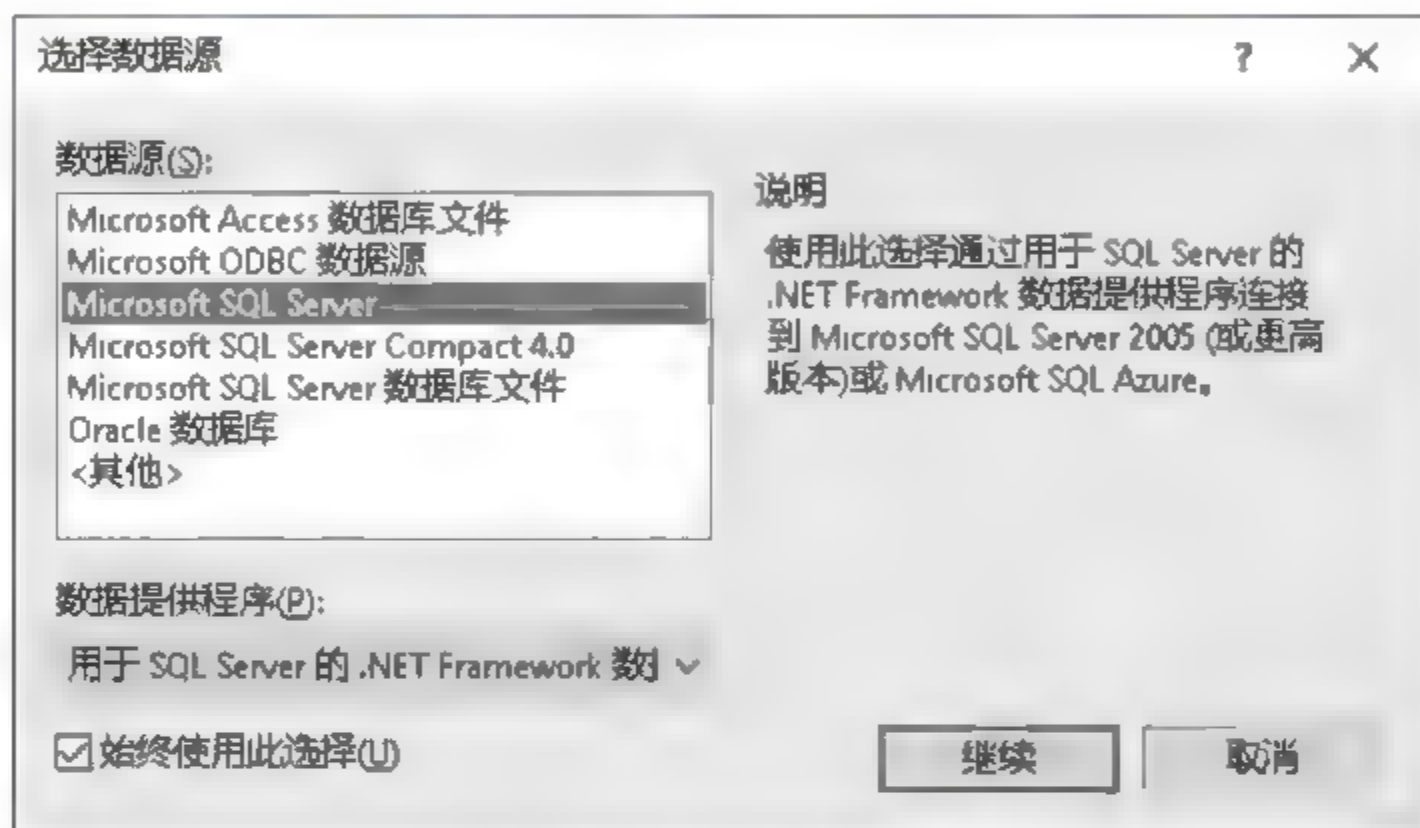 选择数据源
?
×
数据源(S):
Microsoft Access 数据库文件
Microsoft ODBC 数据源
Microsoft SQL Server
Microsoft SQL Server Compact 4.0
Microsoft SQL Server 数据库文件
Oracle 数据库
<其他>
说明
使用此选择通过用于 SQL Server 的
.NET Framework 数据提供程序连接
到 Microsoft SQL Server 2005 (或更高
版本)或 Microsoft SQL Azure。
数据提供程序(P):
用于 SQL Server 的 .NET Framework 数据
始终使用此选择(U)
继续
取消